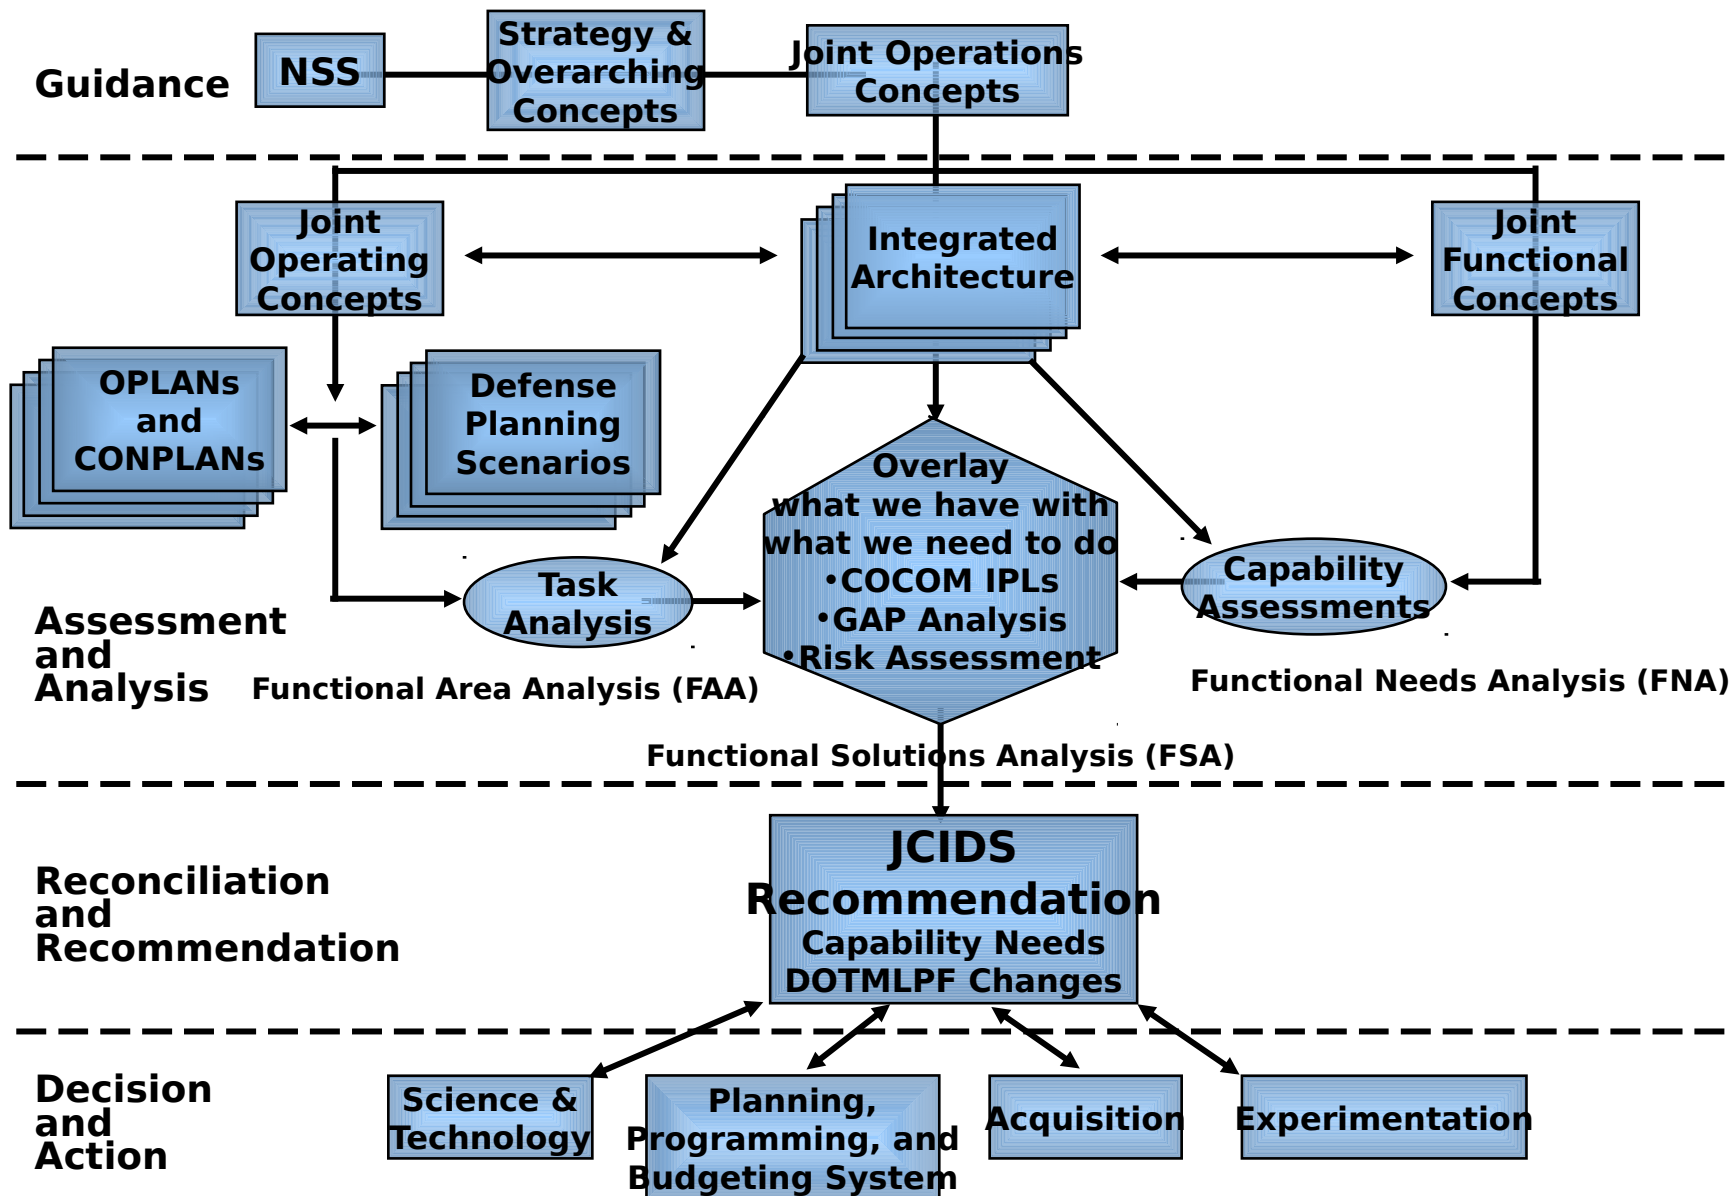 Guidance
NSS
Strategy &
Overarching
Concepts
Joint Operations
Concepts
Joint
Operating
Concepts
Integrated
Architecture
Joint
Functional
Concepts
OPLANs
and
CONPLANs
Defense
Planning
Scenarios
Overlay
what we have with
what we need to do
•COCOM IPLs
•GAP Analysis
•Risk Assessment
Task
Analysis
Capability
Assessments
Assessment
and
Analysis
Functional Area Analysis (FAA)
Functional Needs Analysis (FNA)
Functional Solutions Analysis (FSA)
Reconciliation
and
Recommendation
JCIDS
Recommendation
Capability Needs
DOTMLPF Changes
Decision
and
Action
Science &
Technology
Planning,
Programming, and
Budgeting System
Acquisition
Experimentation